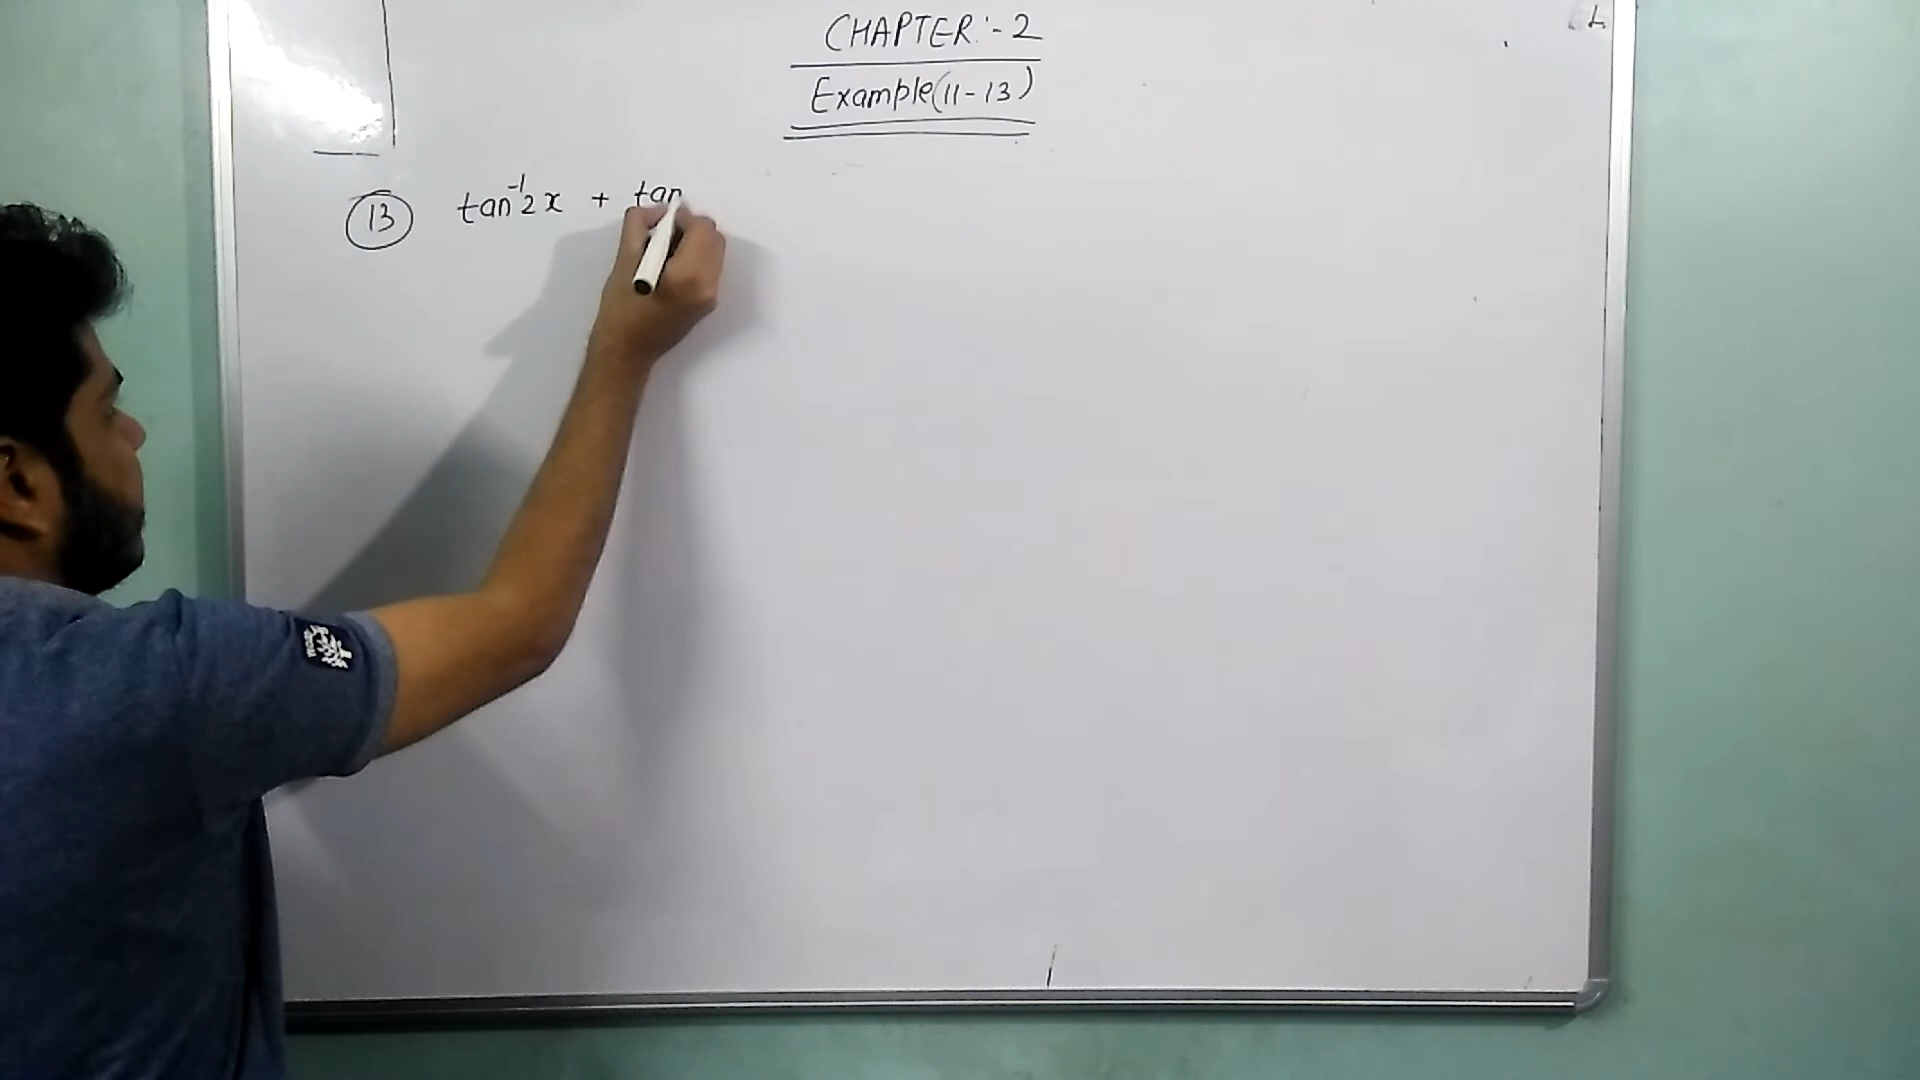 CHAPTER:-2
Example(11-13)
13 tan⁻¹2x + tan